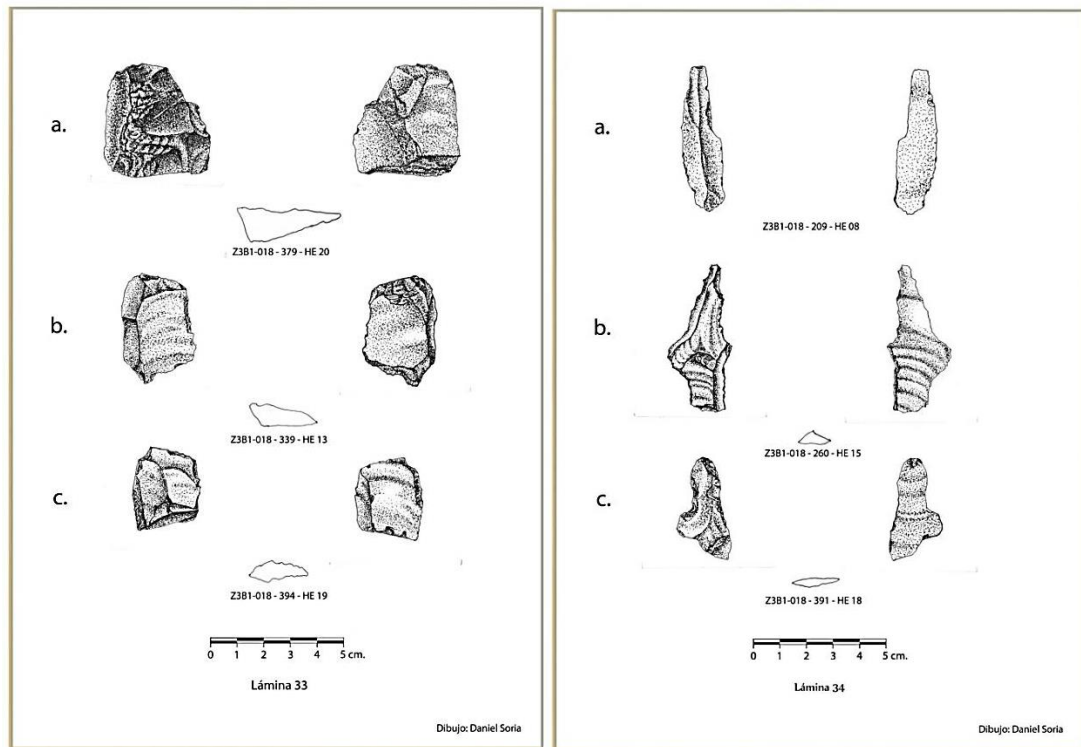 a.
Z3B1-018 - 379 - HE 20
b.
Z3B1-018 - 339 - HE 13
c.
Z3B1-018 - 394 - HE 19
0 1 2 3 4 5 cm.
Lámina 33
Dibujo: Daniel Soria
a.
Z3B1-018 - 209 - HE 08
b.
Z3B1-018 - 260 - HE 15
c.
Z3B1-018 - 391 - HE 18
0 1 2 3 4 5 cm.
Lámina 34
Dibujo: Daniel Soria